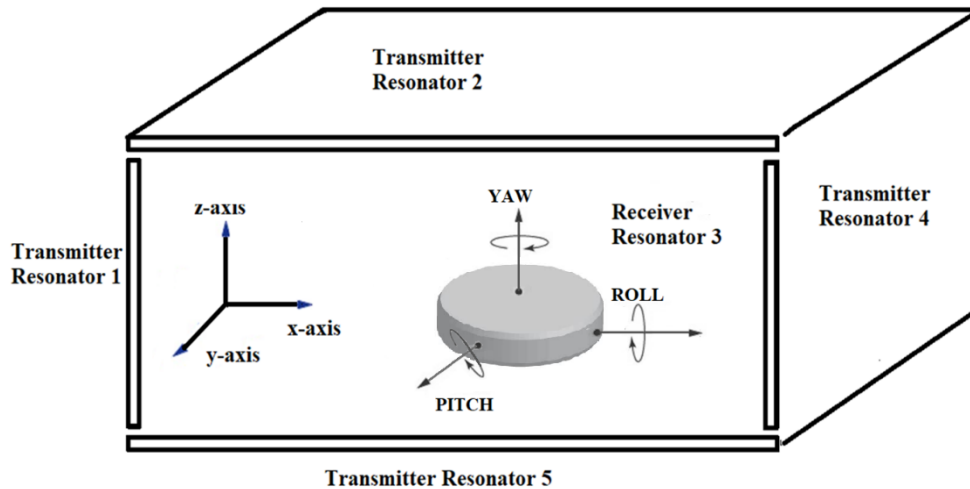 Transmitter
Resonator 2
YAW
z-axis
Receiver
Resonator 3
Transmitter
Resonator 4
Transmitter
Resonator 1
ROLL
x-axis
y-axis
PITCH
Transmitter Resonator 5